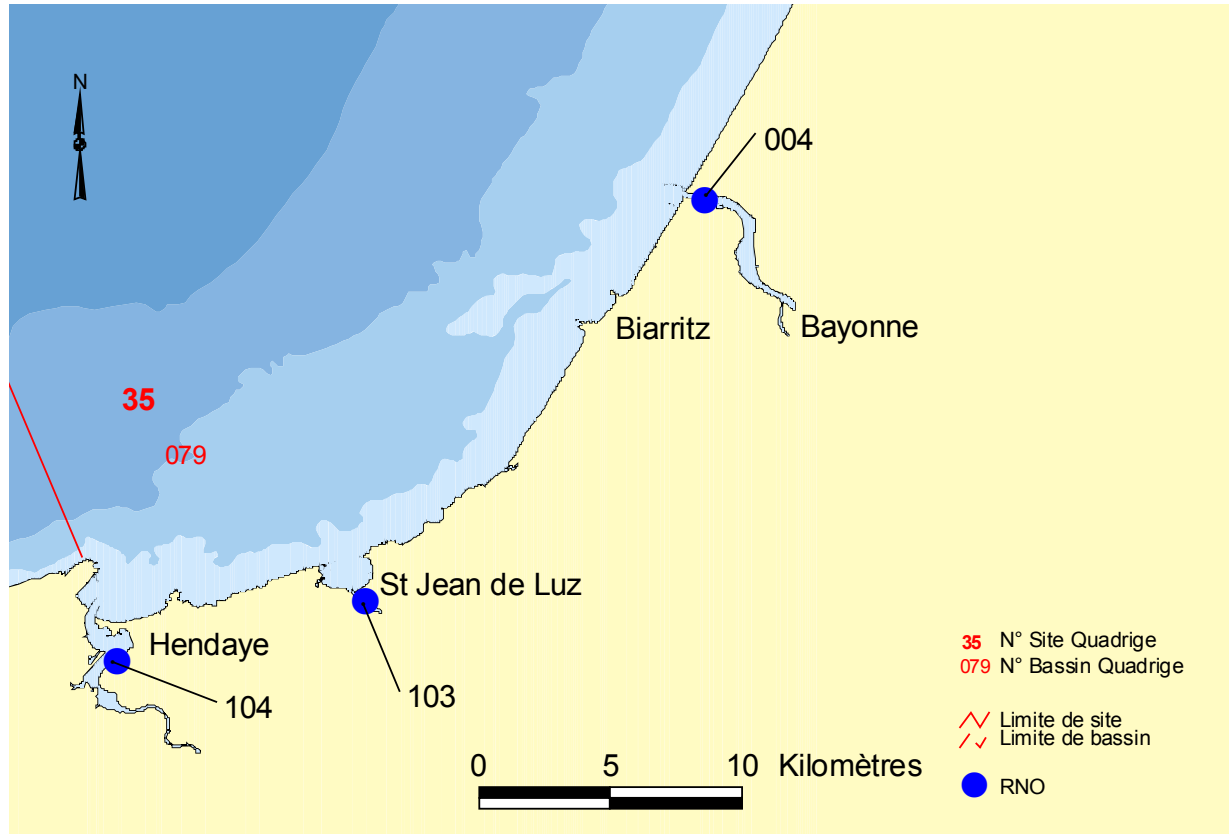 N
004
Biarritz
Bayonne
35
079
St Jean de Luz
Hendaye
104
103
0 5 10 Kilomètres
35 N° Site Quadrige
079 N° Bassin Quadrige
Limite de site
Limite de bassin
RNO